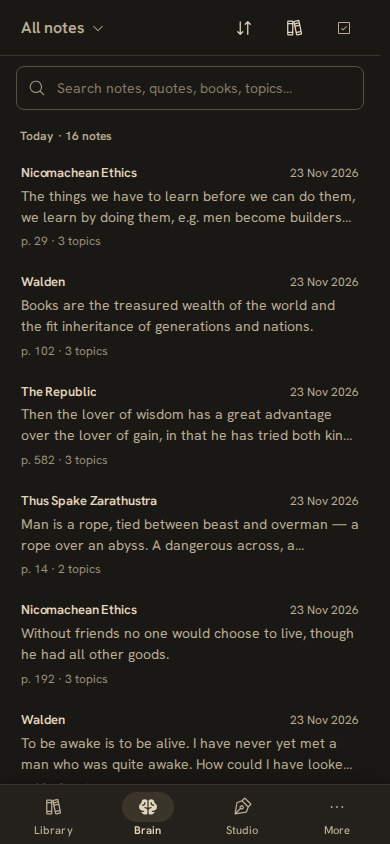 All notes
Search notes, quotes, books, topics...
Today · 16 notes
Nicomachean Ethics 23 Nov 2026
The things we have to learn before we can do them,
we learn by doing them, e.g. men become builders...
p. 29 · 3 topics
Walden 23 Nov 2026
Books are the treasured wealth of the world and
the fit inheritance of generations and nations.
p. 102 · 3 topics
The Republic 23 Nov 2026
Then the lover of wisdom has a great advantage
over the lover of gain, in that he has tried both kin...
p. 582 · 3 topics
Thus Spake Zarathustra 23 Nov 2026
Man is a rope, tied between beast and overman — a
rope over an abyss. A dangerous across, a...
p. 14 · 2 topics
Nicomachean Ethics 23 Nov 2026
Without friends no one would choose to live, though
he had all other goods.
p. 192 · 3 topics
Walden 23 Nov 2026
To be awake is to be alive. I have never yet met a
man who was quite awake. How could I have looke...
Library Brain Studio More